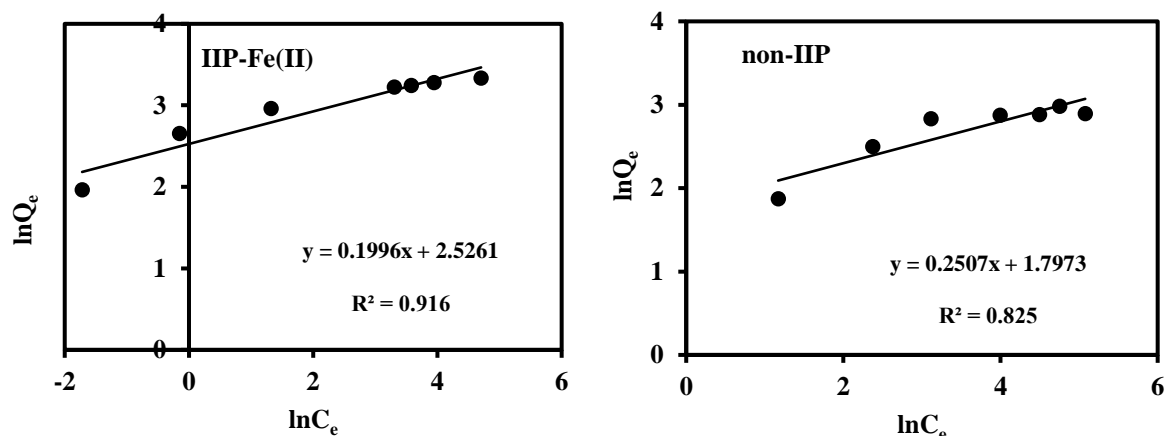 IIP-Fe(II)
4
3
2
1
0
lnQe
y = 0.1996x + 2.5261
R² = 0.916
-2 0 2 4 6
lnCe
non-IIP
4
3
2
1
0
lnQe
y = 0.2507x + 1.7973
R² = 0.825
0 2 4 6
lnCe